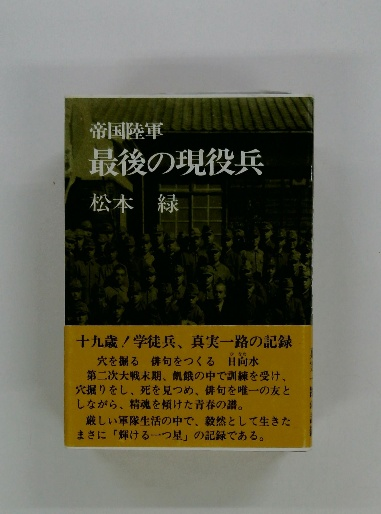 帝国陸軍
最後の現役兵
松本 緑
十九歳！学徒兵、真実一路の記録
穴を掘る 俳句をつくる 日向水
第二次大戦末期、飢餓の中で訓練を受け、
穴掘りをし、死を見つめ、俳句を唯一の友と
しながら、精魂を傾けた青春の譜。
厳しい軍隊生活の中で、毅然として生きた
まさに「輝ける一つ星」の記録である。